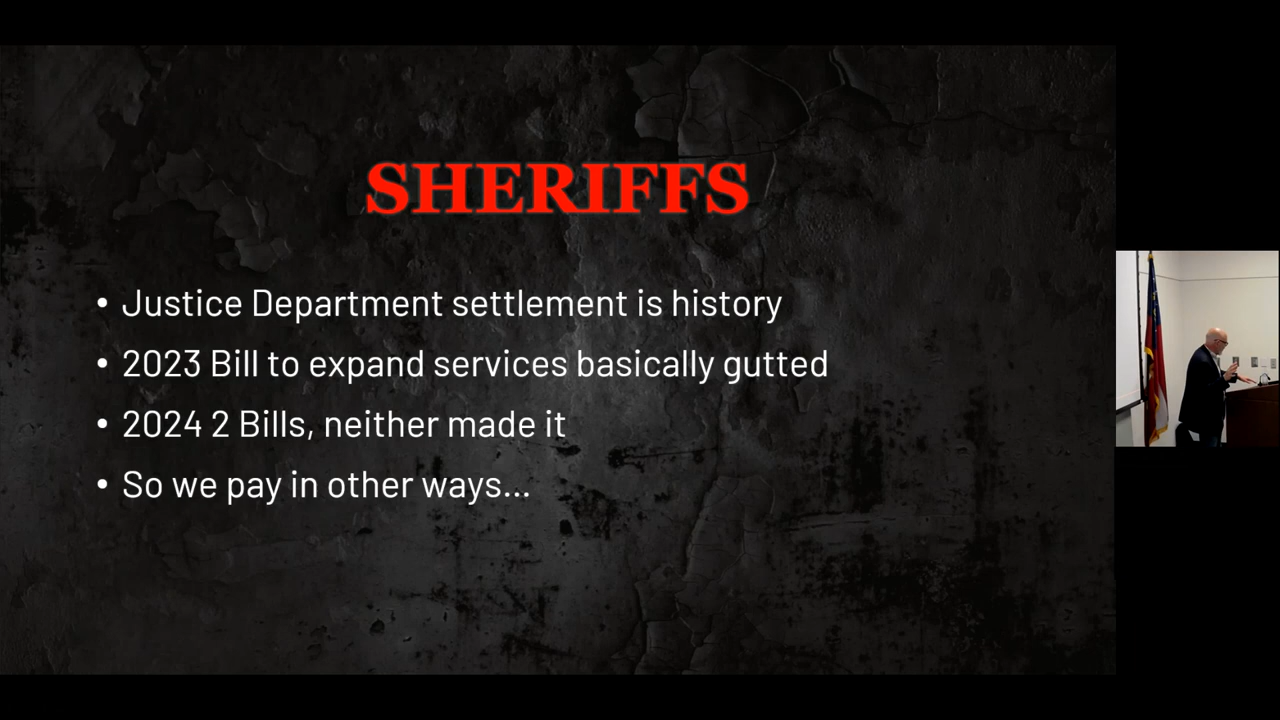 SHERIFFS
• Justice Department settlement is history
• 2023 Bill to expand services basically gutted
• 2024 2 Bills, neither made it
• So we pay in other ways...